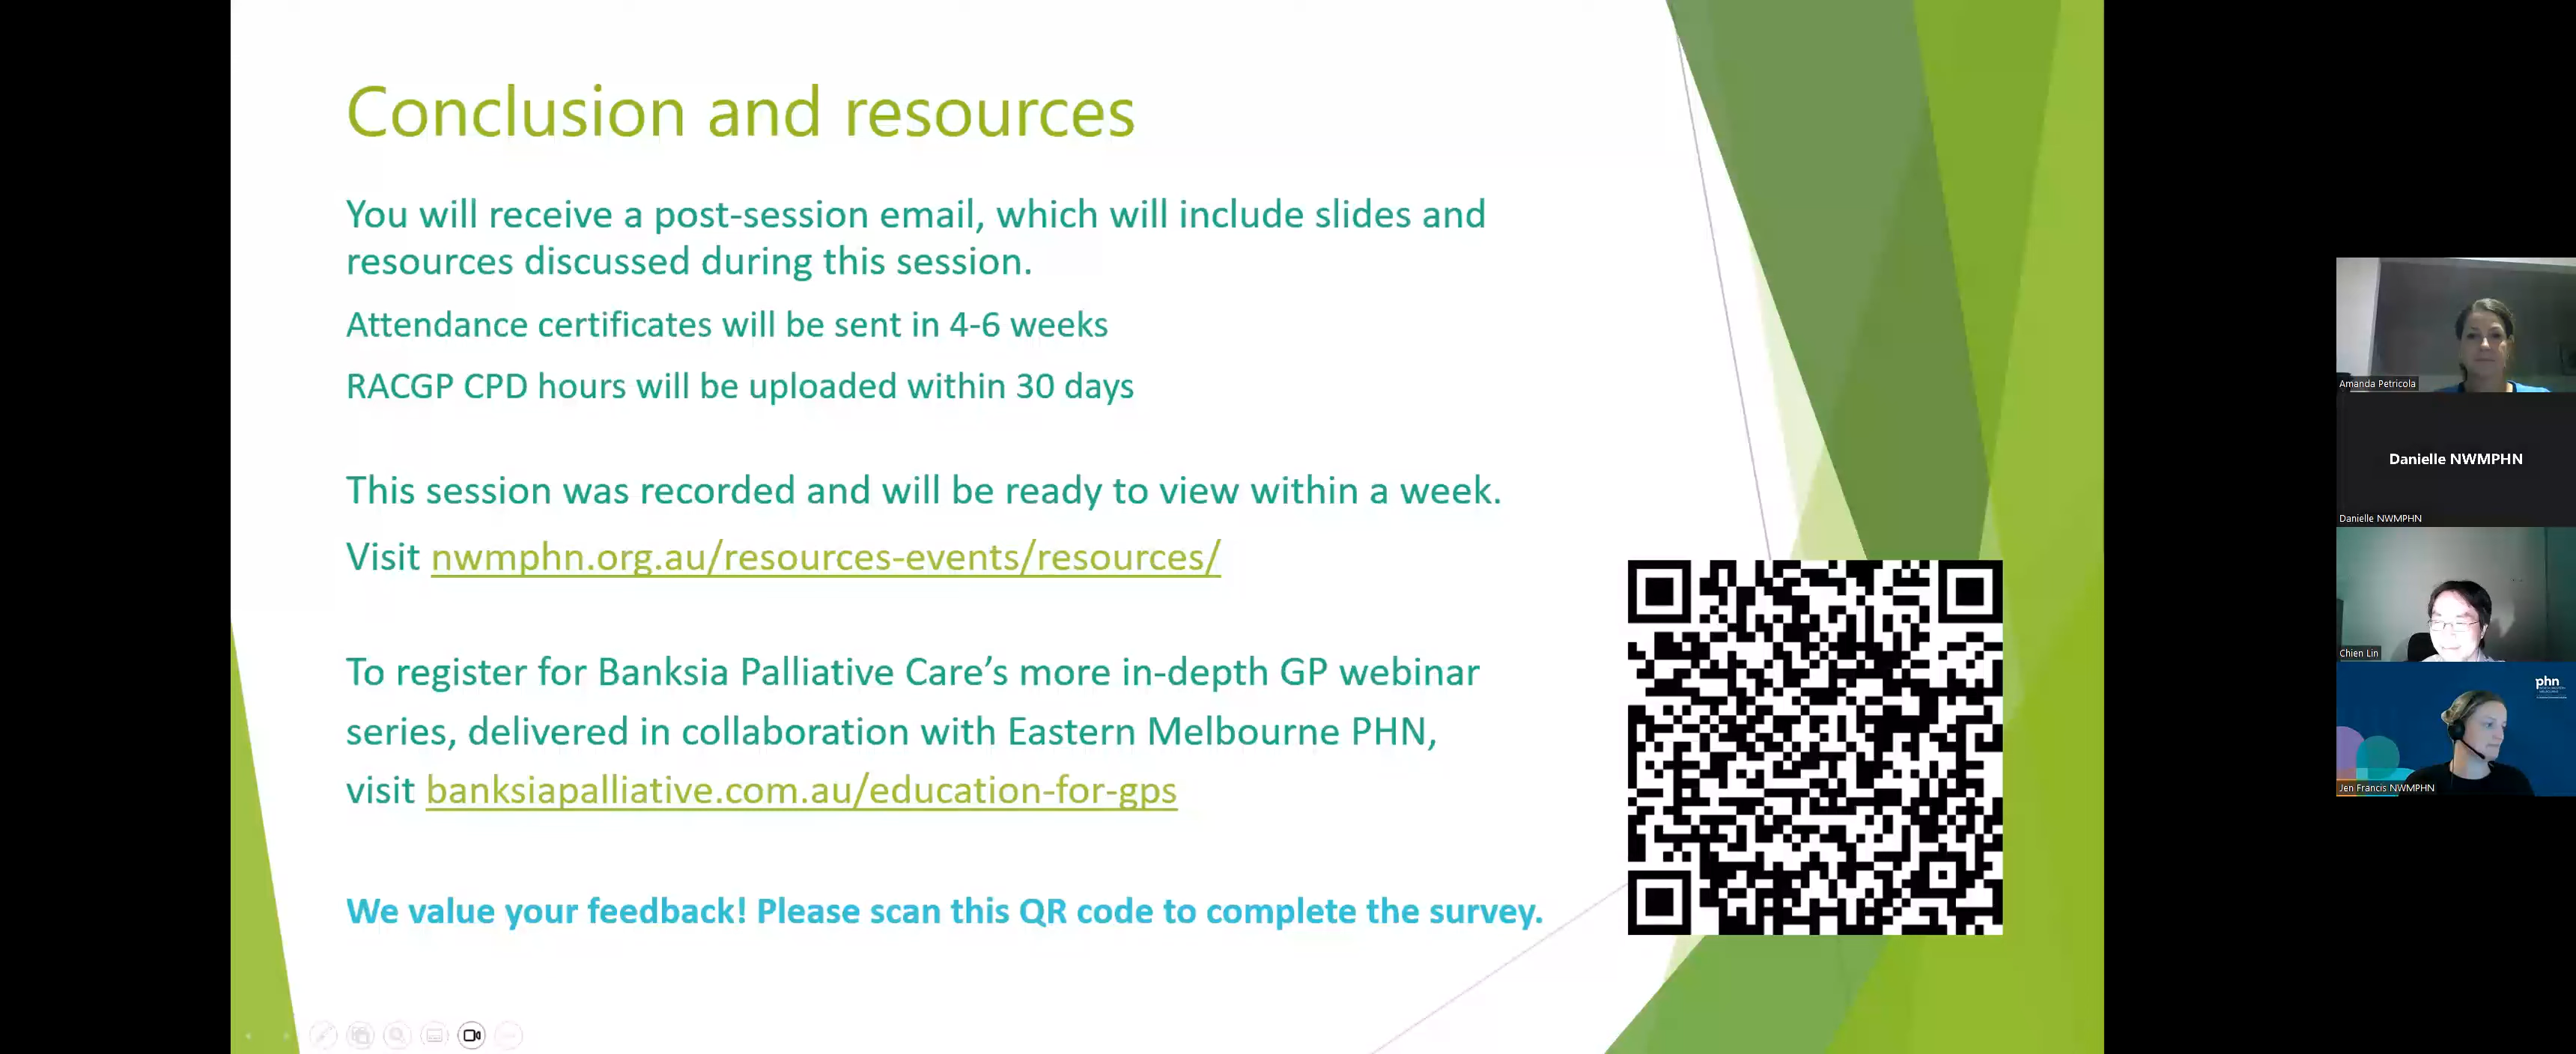 Conclusion and resources
You will receive a post-session email, which will include slides and
resources discussed during this session.
Attendance certificates will be sent in 4-6 weeks
RACGP CPD hours will be uploaded within 30 days
This session was recorded and will be ready to view within a week.
Visit nwmphn.org.au/resources-events/resources/
To register for Banksia Palliative Care’s more in-depth GP webinar
series, delivered in collaboration with Eastern Melbourne PHN,
visit banksiapalliative.com.au/education-for-gps
We value your feedback! Please scan this QR code to complete the survey.
Amanda Petricola
Danielle NWMPHN
Danielle NWMPHN
Chien Lin
phn
Jen Francis NWMPHN